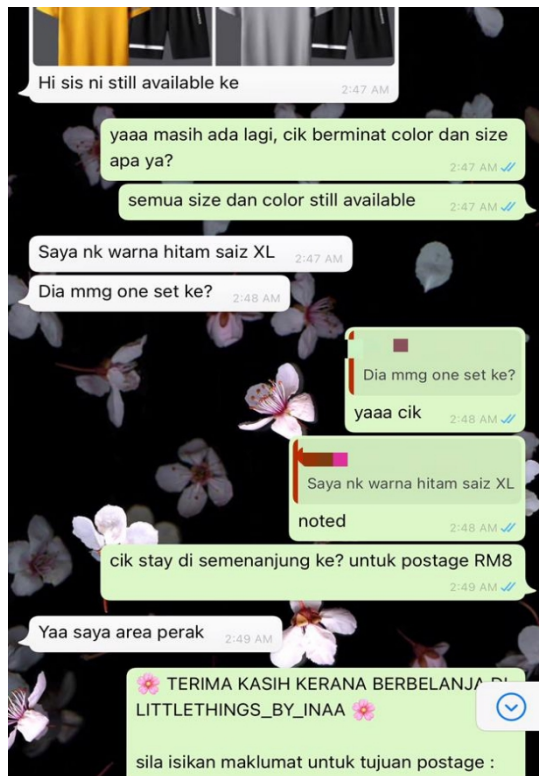 Hi sis ni still available ke
2:47 AM
yaaa masih ada lagi, cik berminat color dan size
apa ya?
2:47 AM
semua size dan color still available
2:47 AM
Saya nk warna hitam saiz XL
2:47 AM
Dia mmg one set ke?
2:48 AM
Dia mmg one set ke?
yaaa cik
2:48 AM
Saya nk warna hitam saiz XL
noted
2:48 AM
cik stay di semenanjung ke? untuk postage RM8
2:49 AM
Yaa saya area perak
2:49 AM
🌸 TERIMA KASIH KERANA BERBELANJA DI
LITTLETHINGS_BY_INAA 🌸
sila isikan maklumat untuk tujuan postage :